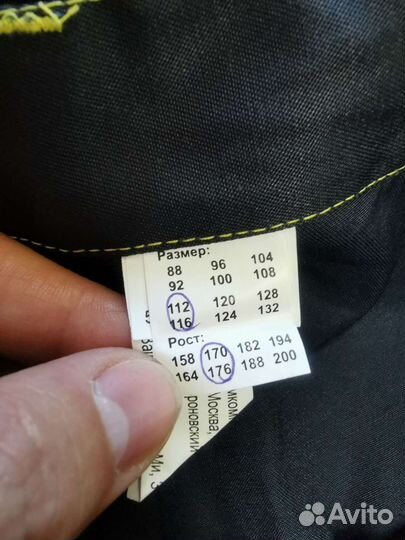 Размер:
88 96 104
92 100 108
112 120 128
116 124 132
Рост:
158 170 182 194
164 176 188 200
Москва,
роновский
Avito